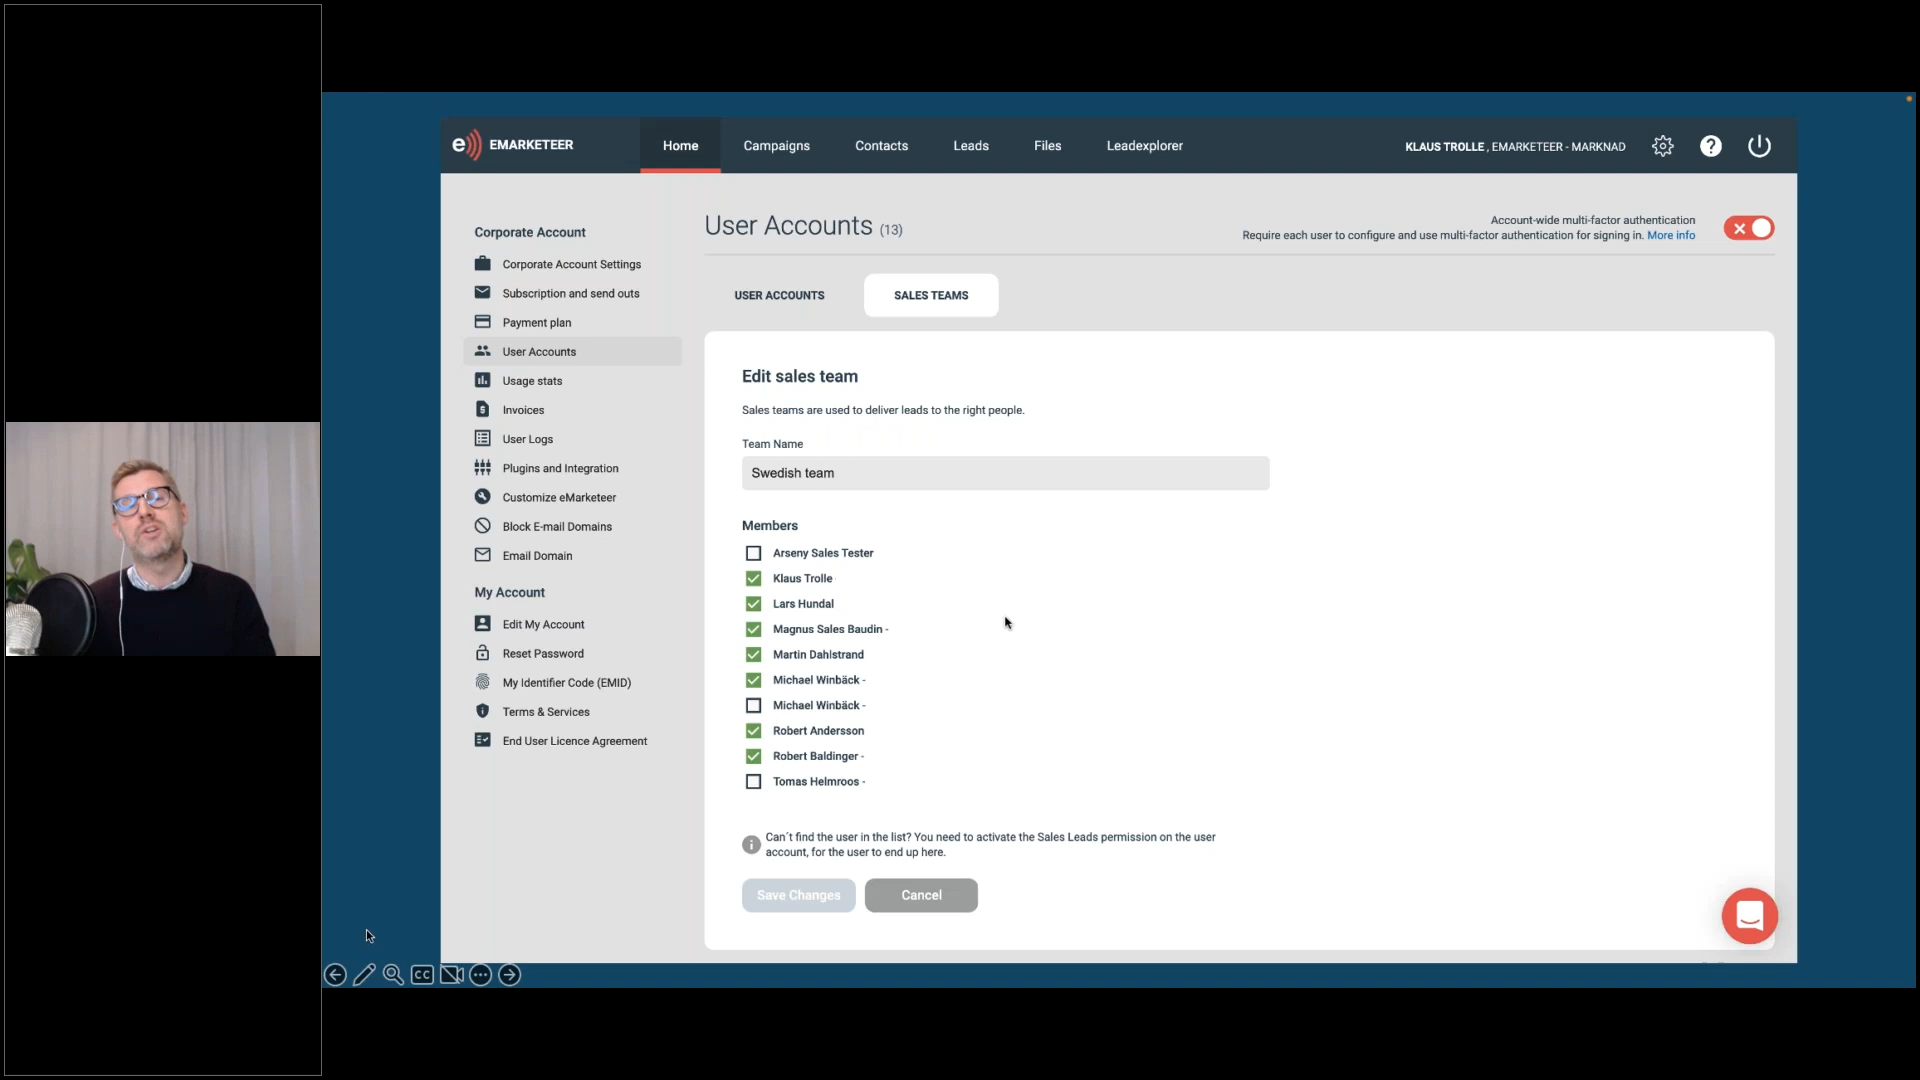 e EMARKETEER
Home
Campaigns
Contacts
Leads
Files
Leadexplorer
KLAUS TROLLE , EMARKETEER - MARKNAD
?
Corporate Account
Corporate Account Settings
Subscription and send outs
Payment plan
User Accounts
Usage stats
Invoices
User Logs
Plugins and Integration
Customize eMarketeer
Block E-mail Domains
Email Domain
My Account
Edit My Account
Reset Password
My Identifier Code (EMID)
Terms & Services
End User Licence Agreement
User Accounts (13)
Account-wide multi-factor authentication
Require each user to configure and use multi-factor authentication for signing in. More info
USER ACCOUNTS
SALES TEAMS
Edit sales team
Sales teams are used to deliver leads to the right people.
Team Name
Swedish team
Members
Arseny Sales Tester
Klaus Trolle
Lars Hundal
Magnus Sales Baudin -
Martin Dahlstrand
Michael Winbäck -
Michael Winbäck -
Robert Andersson
Robert Baldinger -
Tomas Helmroos -
Can´t find the user in the list? You need to activate the Sales Leads permission on the user
account, for the user to end up here.
Save Changes
Cancel
CC